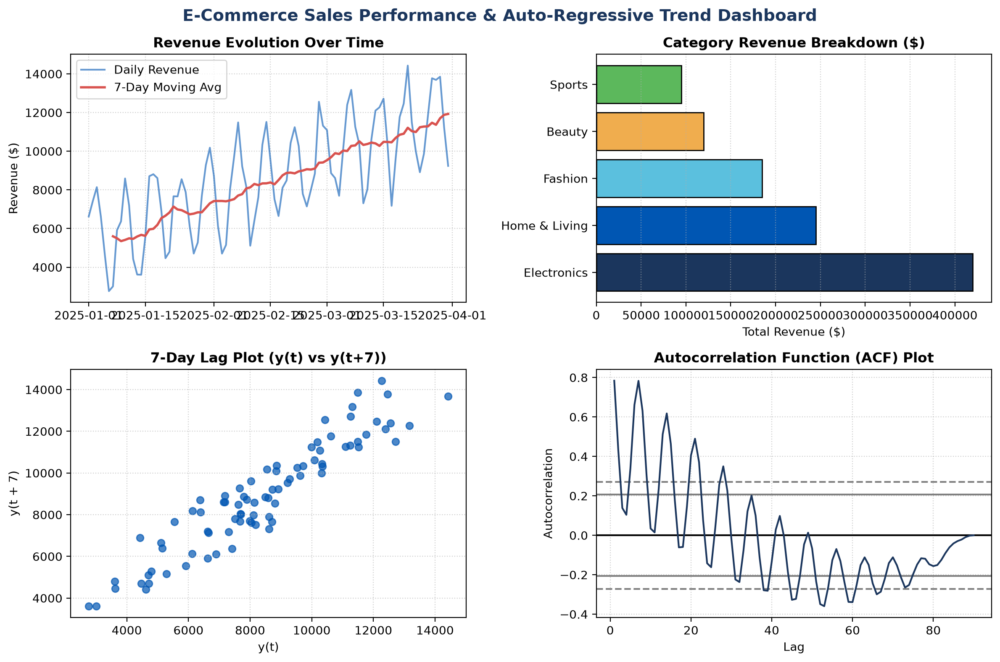 E-Commerce Sales Performance & Auto-Regressive Trend Dashboard
Revenue Evolution Over Time
Daily Revenue
7-Day Moving Avg
14000
12000
10000
8000
6000
4000
Revenue ($)
2025-01-01
2025-01-15
2025-02-01
2025-02-15
2025-03-01
2025-03-15
2025-04-01
Category Revenue Breakdown ($)
Sports
Beauty
Fashion
Home & Living
Electronics
0
50000
100000
150000
200000
250000
300000
350000
400000
Total Revenue ($)
7-Day Lag Plot (y(t) vs y(t+7))
14000
12000
10000
8000
6000
4000
y(t + 7)
4000
6000
8000
10000
12000
14000
y(t)
Autocorrelation Function (ACF) Plot
0.8
0.6
0.4
0.2
0.0
−0.2
−0.4
Autocorrelation
0
20
40
60
80
Lag